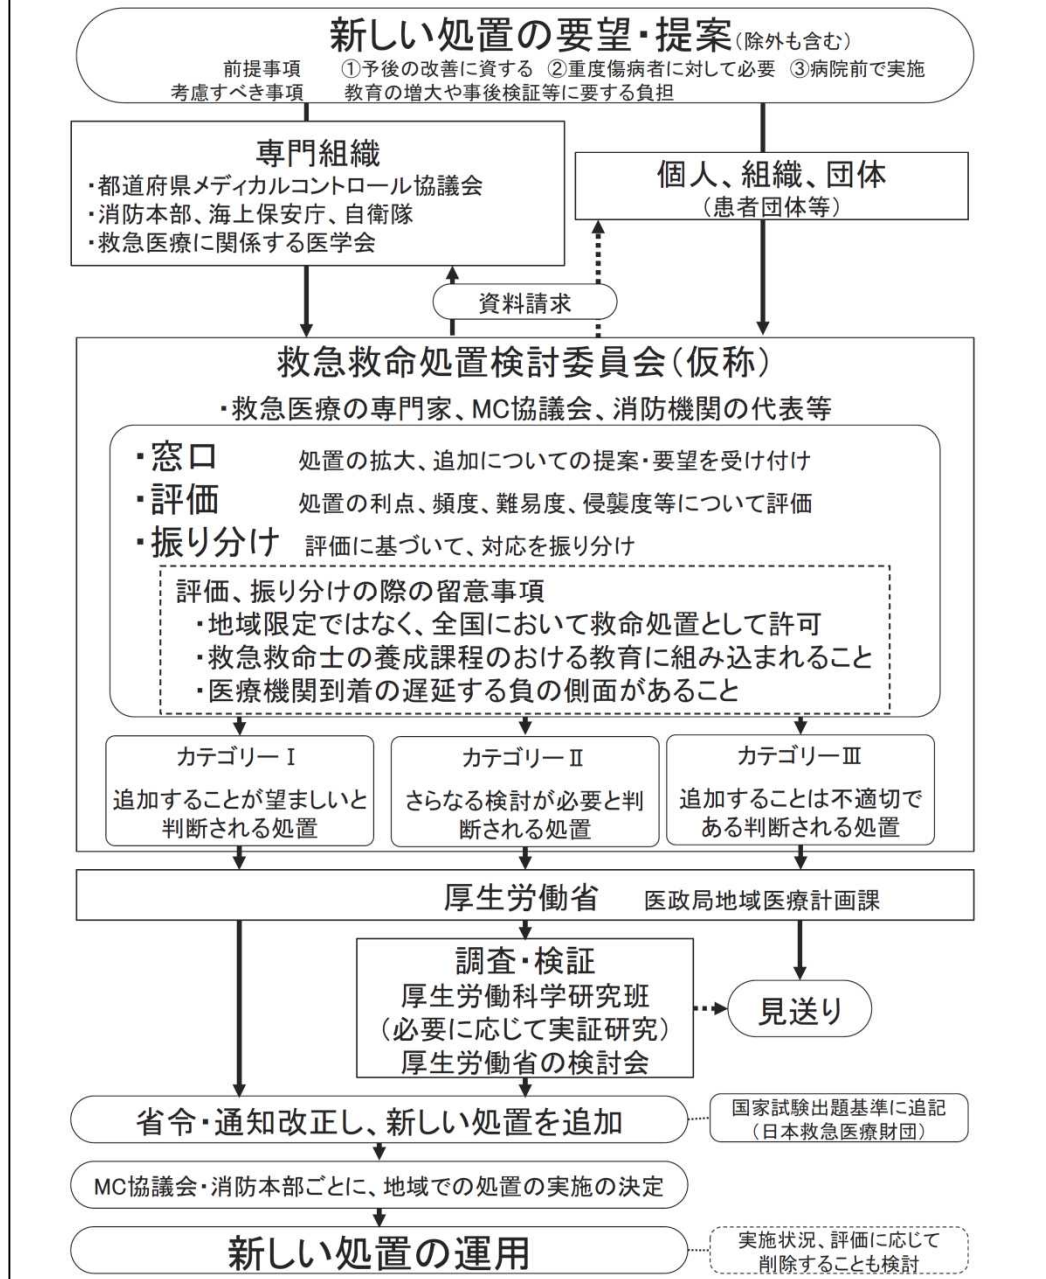 新しい処置の要望・提案(除外も含む)
前提事項　①予後の改善に資する ②重度傷病者に対して必要 ③病院前で実施
考慮すべき事項　教育の増大や事後検証等に要する負担
専門組織
・都道府県メディカルコントロール協議会
・消防本部、海上保安庁、自衛隊
・救急医療に関係する医学会
個人、組織、団体
(患者団体等)
資料請求
救急救命処置検討委員会(仮称)
・救急医療の専門家、MC協議会、消防機関の代表等
・窓口　処置の拡大、追加についての提案・要望を受け付け
・評価　処置の利点、頻度、難易度、侵襲度等について評価
・振り分け　評価に基づいて、対応を振り分け
評価、振り分けの際の留意事項
・地域限定ではなく、全国において救命処置として許可
・救急救命士の養成課程のおける教育に組み込まれること
・医療機関到着の遅延する負の側面があること
カテゴリーⅠ
追加することが望ましいと
判断される処置
カテゴリーⅡ
さらなる検討が必要と判
断される処置
カテゴリーⅢ
追加することは不適切で
ある判断される処置
厚生労働省　医政局地域医療計画課
調査・検証
厚生労働科学研究班
(必要に応じて実証研究)
厚生労働省の検討会
見送り
省令・通知改正し、新しい処置を追加
国家試験出題基準に追記
(日本救急医療財団)
MC協議会・消防本部ごとに、地域での処置の実施の決定
新しい処置の運用
実施状況、評価に応じて
削除することも検討